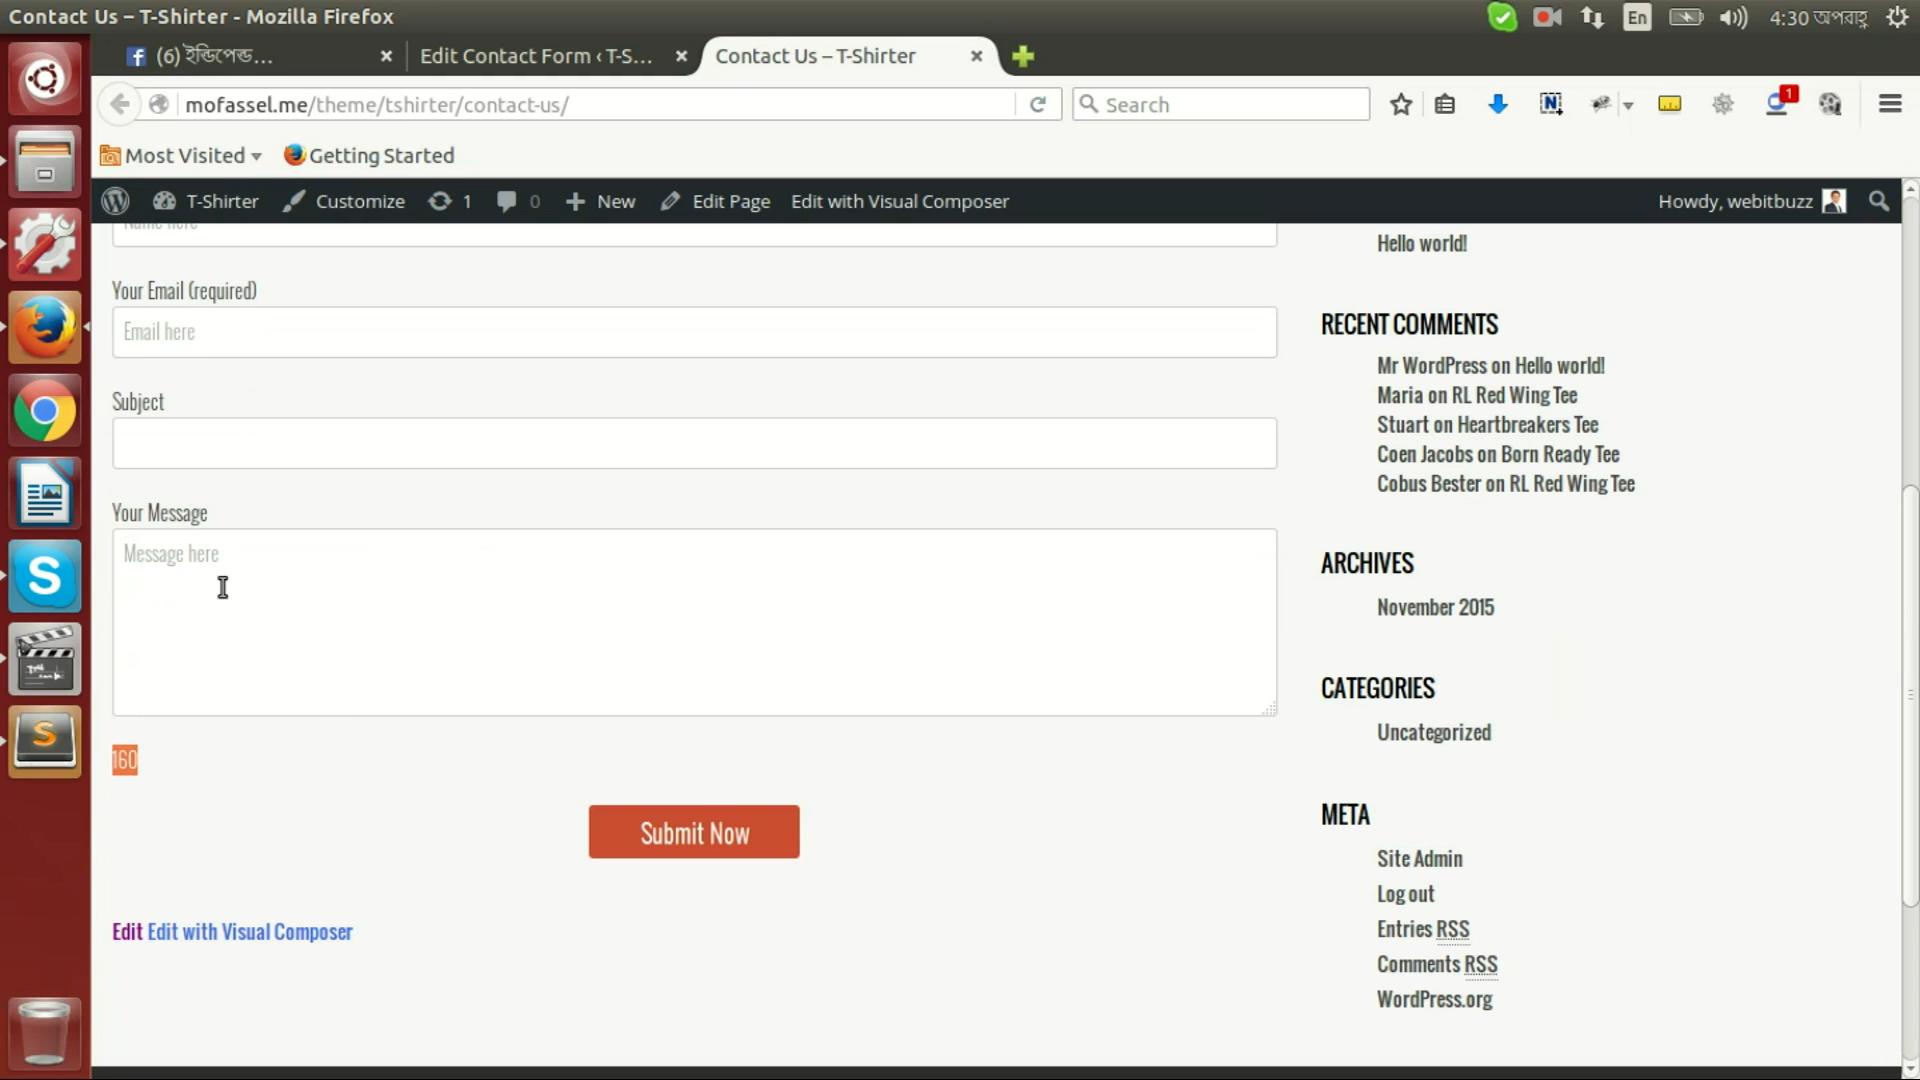 Contact Us – T-Shirter - Mozilla Firefox
En
4:30 অপরাহ্ণ
(6) ইন্ডিপেন্ড...
Edit Contact Form ‹ T-S...
Contact Us – T-Shirter
mofassel.me/theme/tshirter/contact-us/
Search
1
Most Visited
Getting Started
T-Shirter
Customize
1
0
New
Edit Page
Edit with Visual Composer
Howdy, webitbuzz
Name here
Your Email (required)
Email here
Subject
Your Message
Message here
160
Submit Now
Edit Edit with Visual Composer
Hello world!
RECENT COMMENTS
Mr WordPress on Hello world!
Maria on RL Red Wing Tee
Stuart on Heartbreakers Tee
Coen Jacobs on Born Ready Tee
Cobus Bester on RL Red Wing Tee
ARCHIVES
November 2015
CATEGORIES
Uncategorized
META
Site Admin
Log out
Entries RSS
Comments RSS
WordPress.org